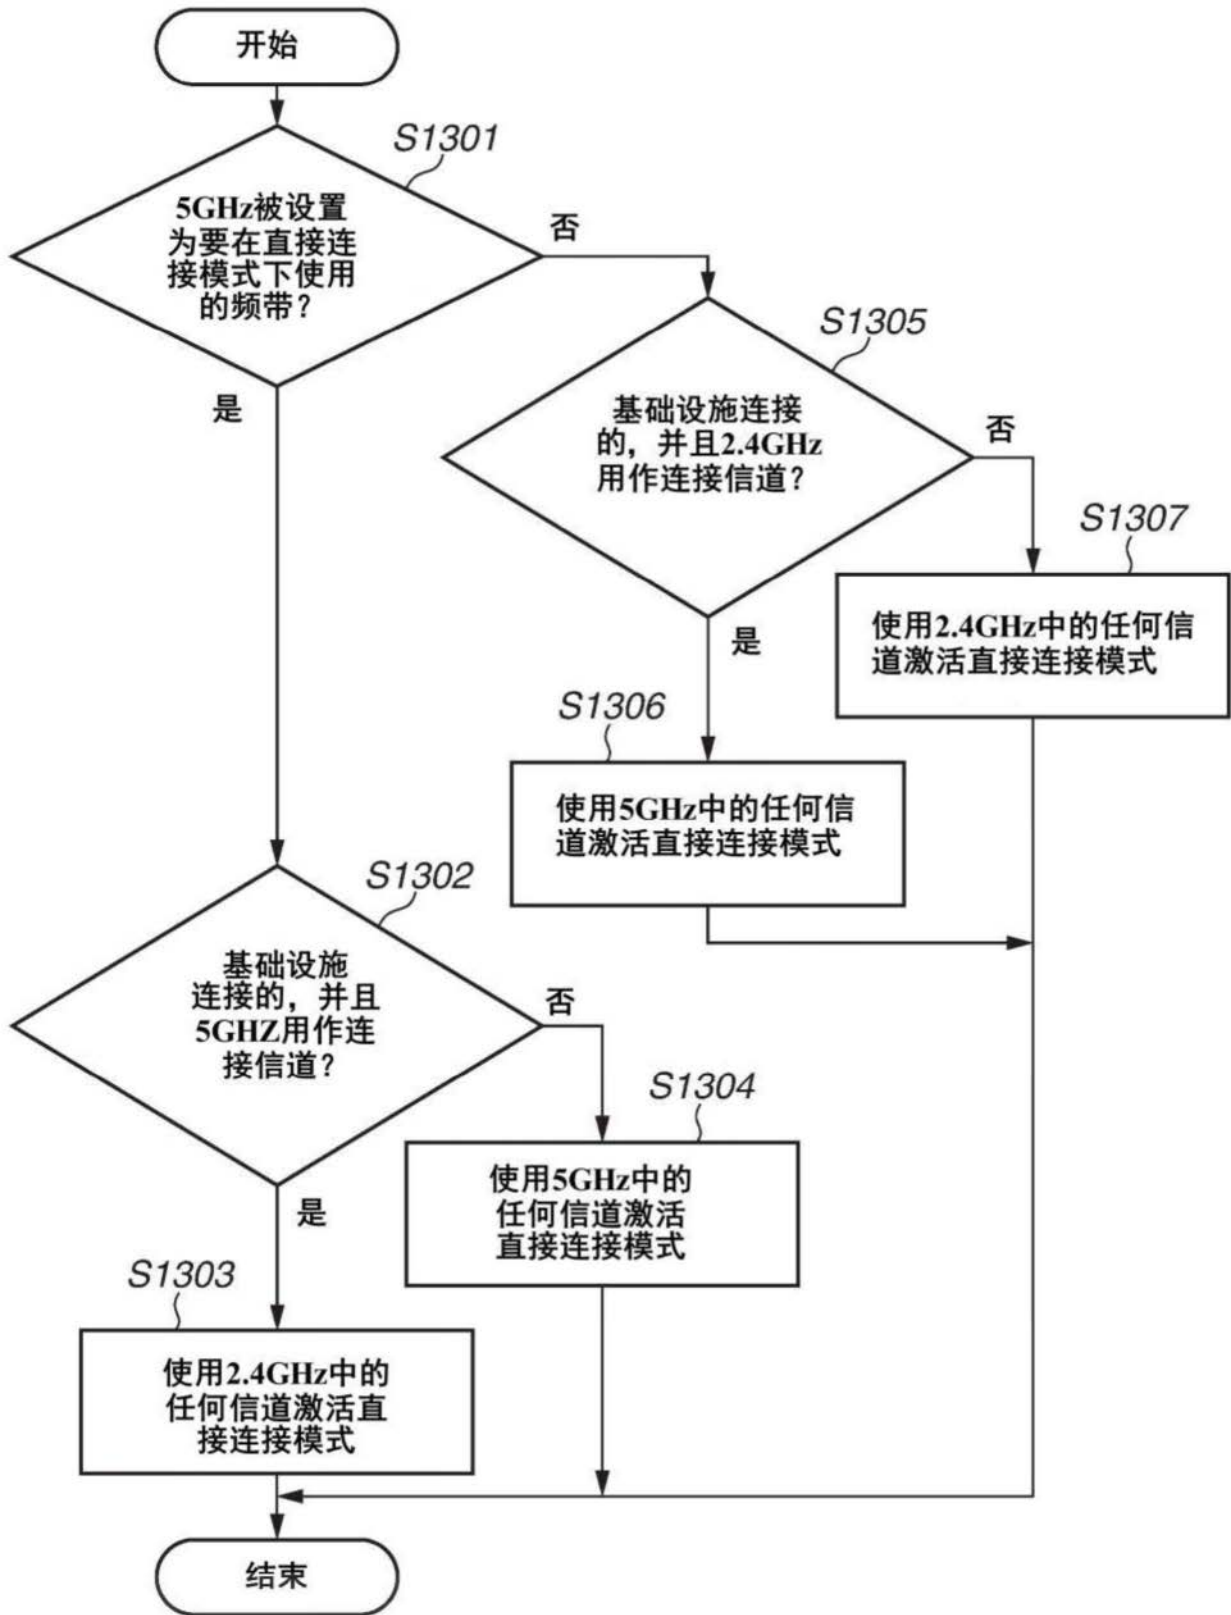 开始
S1301
5GHz被设置
为要在直接连
接模式下使用
的频带？
否
是
S1305
基础设施连接
的，并且2.4GHz
用作连接信道？
否
是
S1307
使用2.4GHz中的任何信
道激活直接连接模式
S1306
使用5GHz中的任何信
道激活直接连接模式
S1302
基础设施
连接的，并且
5GHZ用作连
接信道？
否
是
S1304
使用5GHz中的
任何信道激活
直接连接模式
S1303
使用2.4GHz中的
任何信道激活直
接连接模式
结束